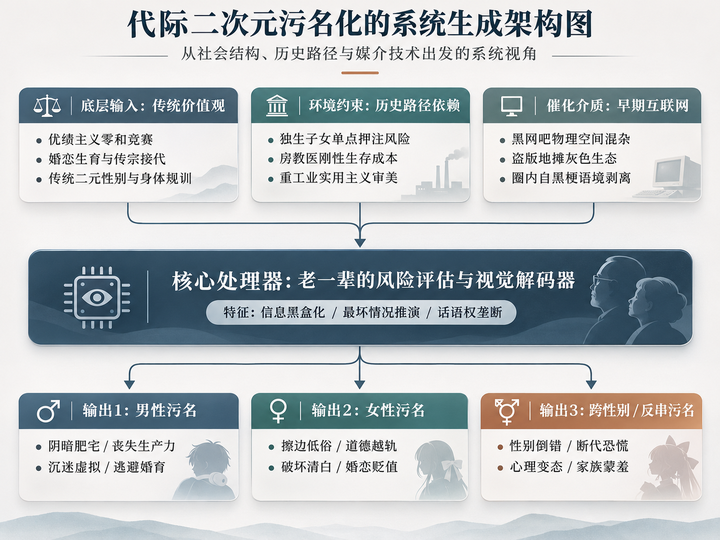 代际二次元污名化的系统生成架构图
从社会结构、历史路径与媒介技术出发的系统视角
底层输入：传统价值观
优绩主义零和竞赛
婚恋生育与传宗接代
传统二元性别与身体规训
环境约束：历史路径依赖
独生子女单点押注风险
房教医刚性生存成本
重工业实用主义审美
催化介质：早期互联网
黑网吧物理空间混杂
盗版地摊灰色生态
圈内自黑梗语境剥离
核心处理器：老一辈的风险评估与视觉解码器
特征：信息黑盒化 / 最坏情况推演 / 话语权垄断
输出1：男性污名
阴暗肥宅 / 丧失生产力
沉迷虚拟 / 逃避婚育
输出2：女性污名
擦边低俗 / 道德越轨
破坏清白 / 婚恋贬值
输出3：跨性别 / 反串污名
性别倒错 / 断代恐慌
心理变态 / 家族蒙羞